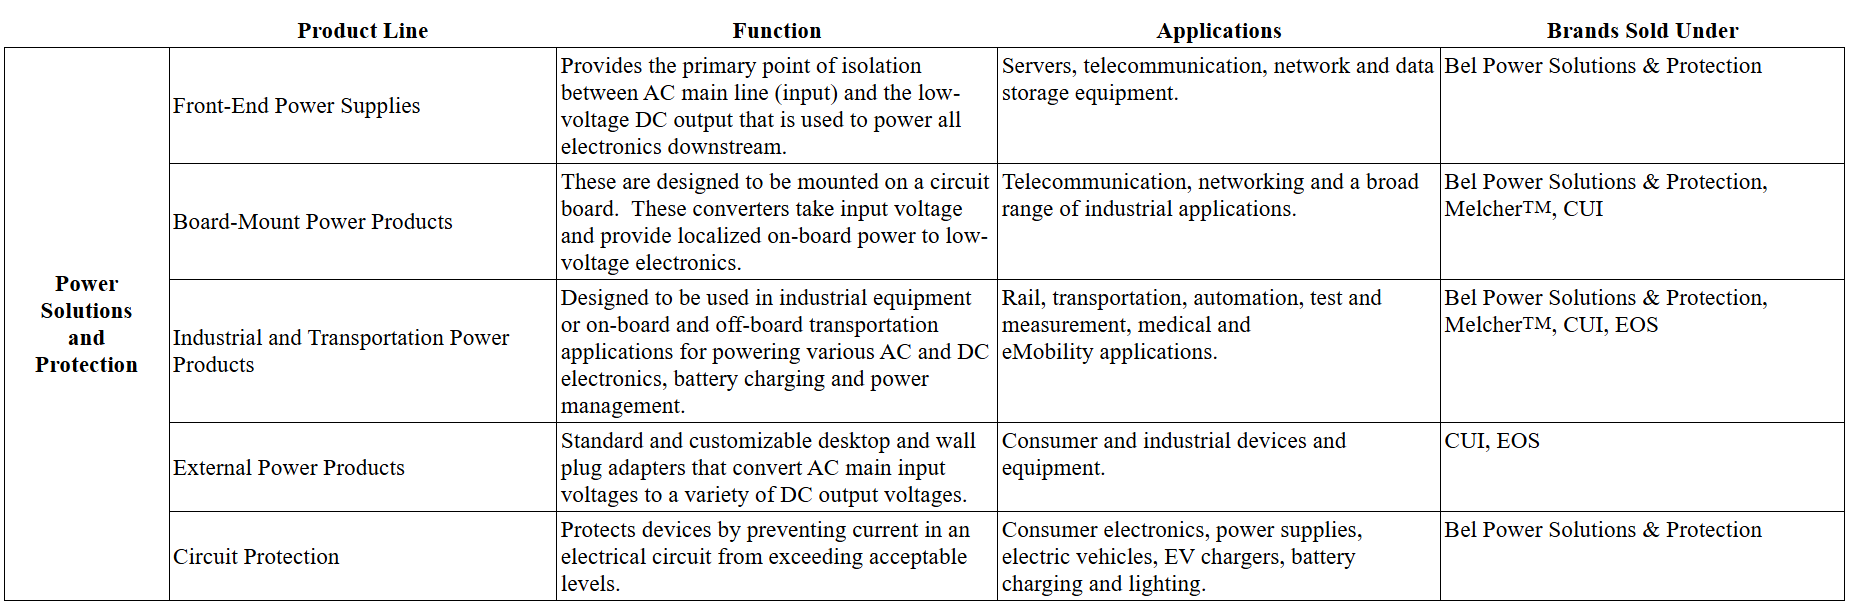 Product Line Function Applications Brands Sold Under
Power
Solutions
and
Protection
Front-End Power Supplies
Provides the primary point of isolation
between AC main line (input) and the low-
voltage DC output that is used to power all
electronics downstream.
Servers, telecommunication, network and data
storage equipment.
Bel Power Solutions & Protection
Board-Mount Power Products
These are designed to be mounted on a circuit
board.  These converters take input voltage
and provide localized on-board power to low-
voltage electronics.
Telecommunication, networking and a broad
range of industrial applications.
Bel Power Solutions & Protection,
Melcher™, CUI
Industrial and Transportation Power
Products
Designed to be used in industrial equipment
or on-board and off-board transportation
applications for powering various AC and DC
electronics, battery charging and power
management.
Rail, transportation, automation, test and
measurement, medical and
eMobility applications.
Bel Power Solutions & Protection,
Melcher™, CUI, EOS
External Power Products
Standard and customizable desktop and wall
plug adapters that convert AC main input
voltages to a variety of DC output voltages.
Consumer and industrial devices and
equipment.
CUI, EOS
Circuit Protection
Protects devices by preventing current in an
electrical circuit from exceeding acceptable
levels.
Consumer electronics, power supplies,
electric vehicles, EV chargers, battery
charging and lighting.
Bel Power Solutions & Protection